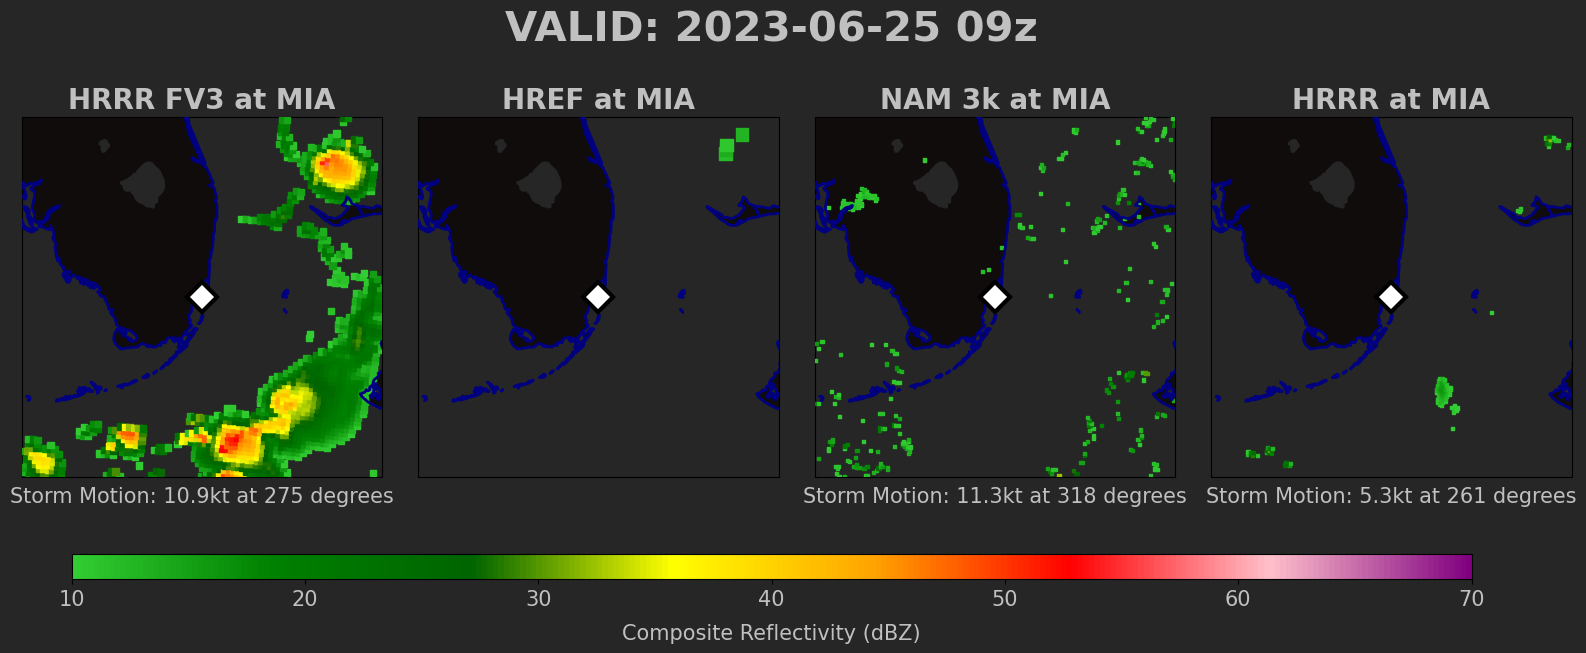 VALID: 2023-06-25 09z
HRRR FV3 at MIA
HREF at MIA
NAM 3k at MIA
HRRR at MIA
Storm Motion: 10.9kt at 275 degrees
Storm Motion: 11.3kt at 318 degrees
Storm Motion: 5.3kt at 261 degrees
10 20 30 40 50 60 70
Composite Reflectivity (dBZ)